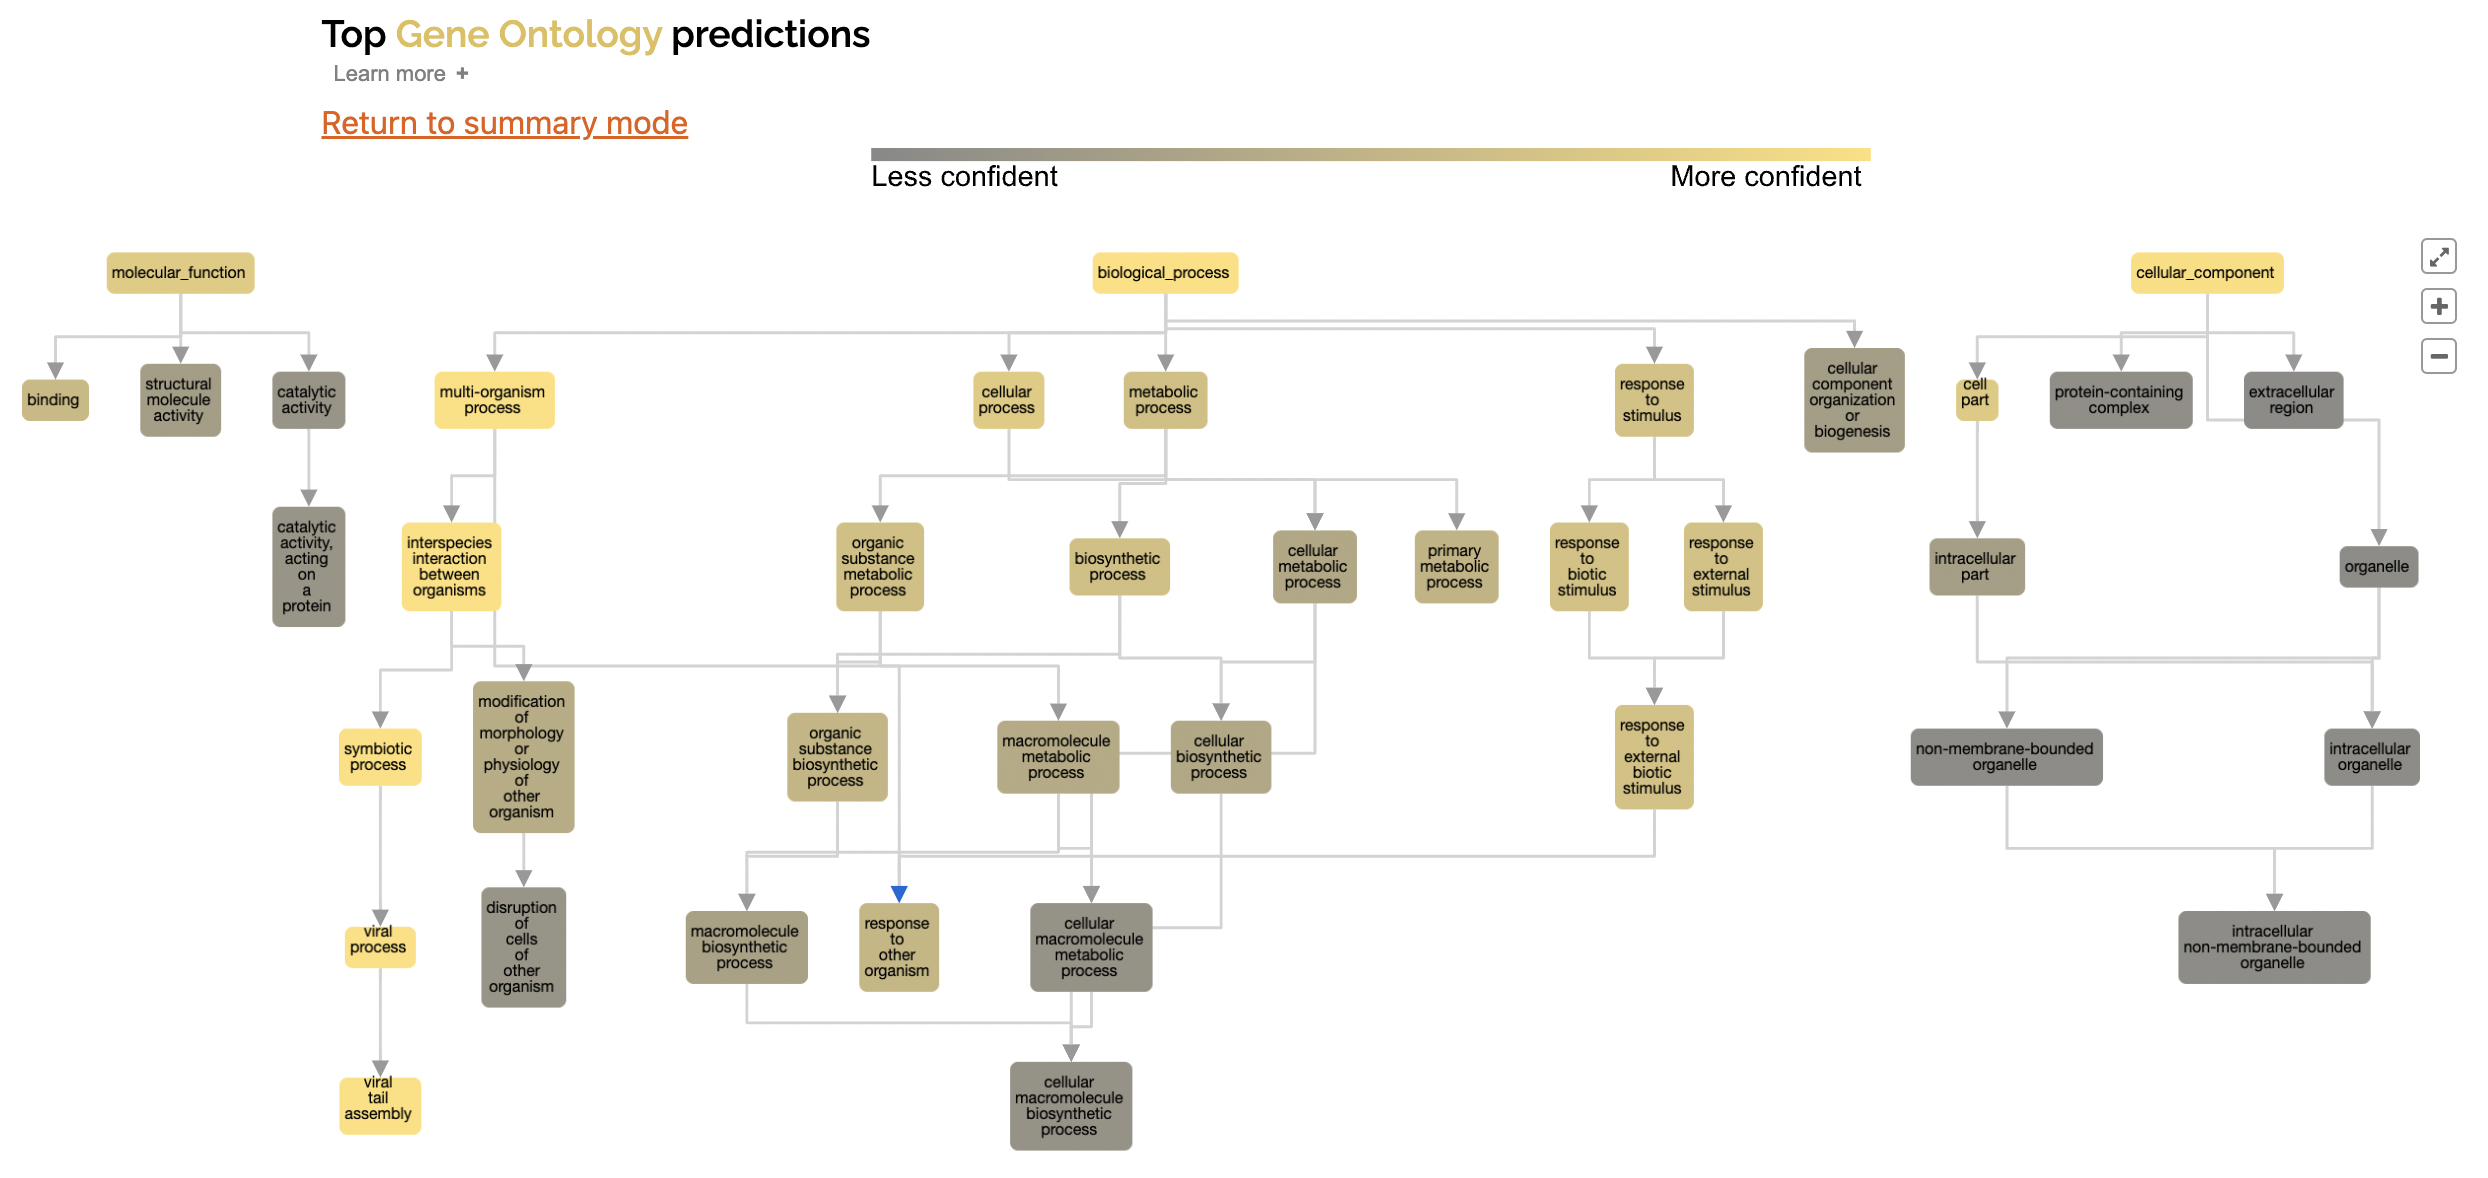 Top Gene Ontology predictions
Learn more +
Return to summary mode
Less confident
More confident
molecular_function
biological_process
cellular_component
binding
structural
molecule
activity
catalytic
activity
multi-organism
process
cellular
process
metabolic
process
response
to
stimulus
cellular
component
organization
or
biogenesis
cell
part
protein-containing
complex
extracellular
region
catalytic
activity,
acting
on
a
protein
interspecies
interaction
between
organisms
organic
substance
metabolic
process
biosynthetic
process
cellular
metabolic
process
primary
metabolic
process
response
to
biotic
stimulus
response
to
external
stimulus
intracellular
part
organelle
symbiotic
process
modification
of
morphology
or
physiology
of
other
organism
organic
substance
biosynthetic
process
macromolecule
metabolic
process
cellular
biosynthetic
process
response
to
external
biotic
stimulus
non-membrane-bounded
organelle
intracellular
organelle
viral
process
disruption
of
cells
of
other
organism
macromolecule
biosynthetic
process
response
to
other
organism
cellular
macromolecule
metabolic
process
intracellular
non-membrane-bounded
organelle
viral
tail
assembly
cellular
macromolecule
biosynthetic
process